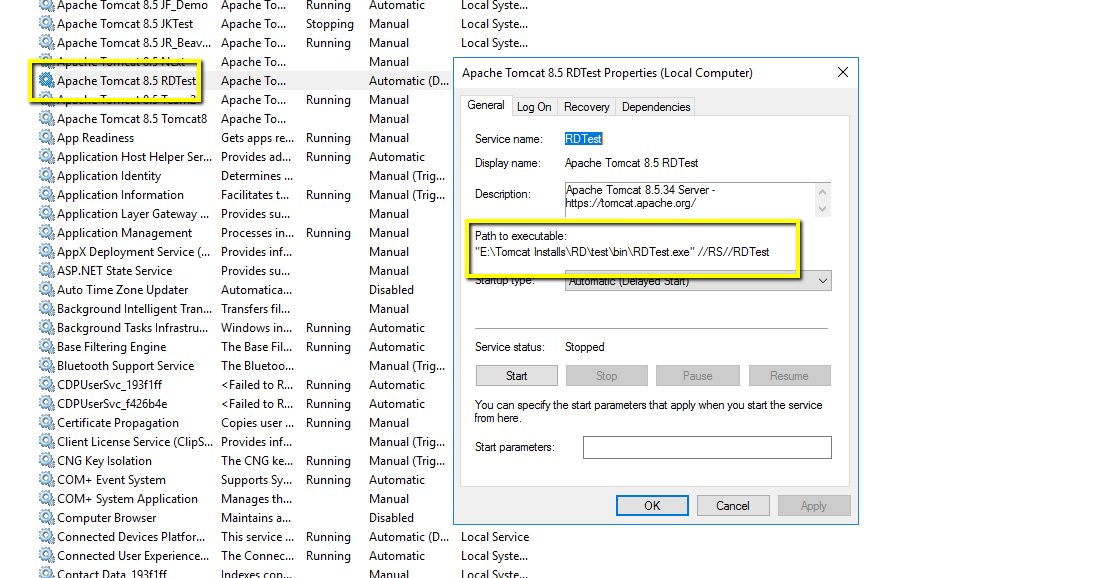 Apache Tomcat 8.5 JF_Demo Apache To... Running Automatic Local Syste...
Apache Tomcat 8.5 JKTest Apache To... Stopping Manual Local Syste...
Apache Tomcat 8.5 JR_Beav... Apache To... Running Manual Local Syste...
Apache Tomcat 8.5 Next Apache To... Manual
Apache Tomcat 8.5 RDTest Apache To... Automatic (D...
Apache Tomcat 8.5 Team2 Apache To... Running Manual
Apache Tomcat 8.5 Tomcat8 Apache To... Manual
App Readiness Gets apps re... Manual
Application Host Helper Ser... Provides ad... Running Automatic
Application Identity Determines ... Manual (Trig...
Application Information Facilitates t... Running Manual (Trig...
Application Layer Gateway ... Provides su... Manual
Application Management Processes in... Running Manual
AppX Deployment Service (... Provides inf... Manual
ASP.NET State Service Provides su... Manual
Auto Time Zone Updater Automatica... Disabled
Background Intelligent Tran... Transfers fil... Manual
Background Tasks Infrastru... Windows in... Running Automatic
Base Filtering Engine The Base Fil... Running Automatic
Bluetooth Support Service The Bluetoo... Manual (Trig...
CDPUserSvc_193f1ff <Failed to R... Running Automatic
CDPUserSvc_f426b4e <Failed to R... Running Automatic
Certificate Propagation Copies user ... Running Manual
Client License Service (ClipS... Provides inf... Manual (Trig...
CNG Key Isolation The CNG ke... Running Manual (Trig...
COM+ Event System Supports Sy... Running Automatic
COM+ System Application Manages th... Manual
Computer Browser Maintains a... Disabled
Connected Devices Platfor... This service ... Running Automatic (D... Local Service
Connected User Experience... The Connec... Running Automatic Local Syste...
Contact Data_193f1ff Indexes con... Manual Local Syste...
Apache Tomcat 8.5 RDTest Properties (Local Computer)
General Log On Recovery Dependencies
Service name: RDTest
Display name: Apache Tomcat 8.5 RDTest
Description: Apache Tomcat 8.5.34 Server -
https://tomcat.apache.org/
Path to executable:
"E:\Tomcat Installs\RD\test\bin\RDTest.exe" //RS//RDTest
Startup type: Automatic (Delayed Start)
Service status: Stopped
Start Stop Pause Resume
You can specify the start parameters that apply when you start the service
from here.
Start parameters:
OK Cancel Apply